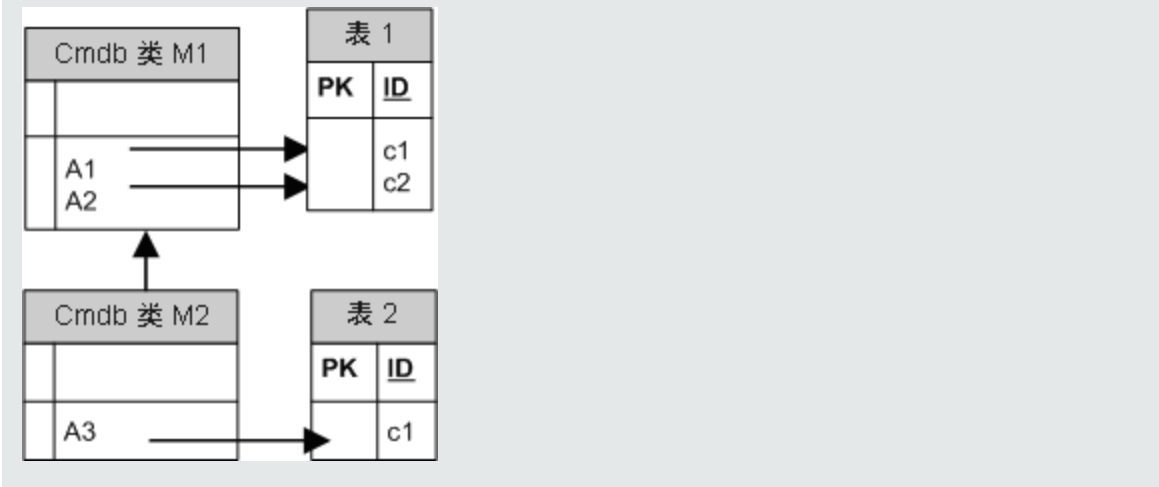 Cmdb 类 M1
表 1
PK ID
A1
A2
c1
c2
Cmdb 类 M2
表 2
PK ID
A3
c1